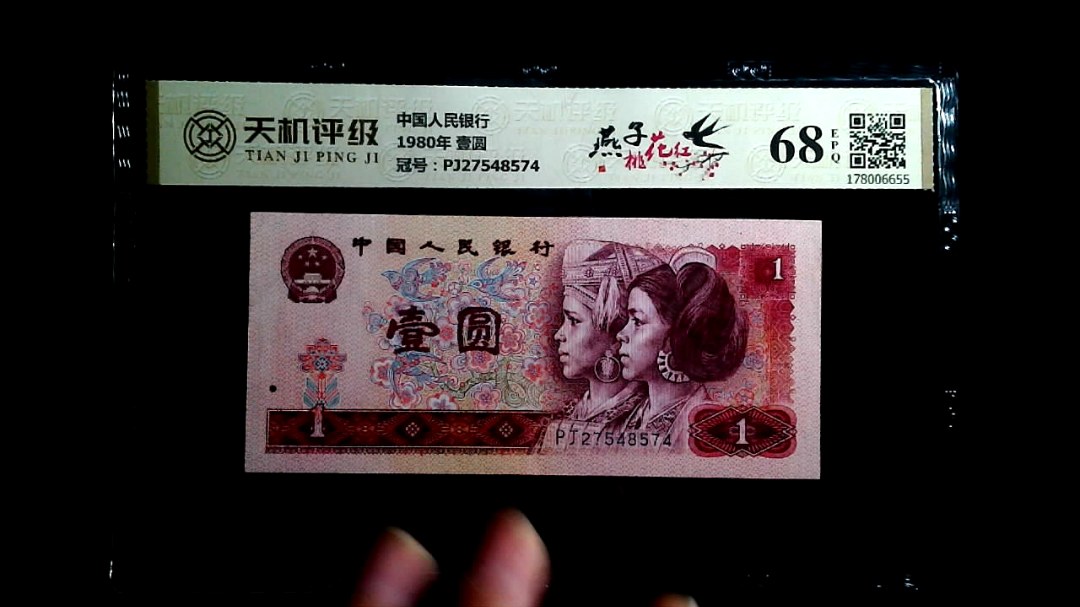 天机评级
TIAN JI PING JI
中国人民银行
1980年 壹圆
冠号：PJ27548574
燕子
桃花红
68
EPQ
178006655
中国人民银行
1
壹圆
1
PJ27548574
1